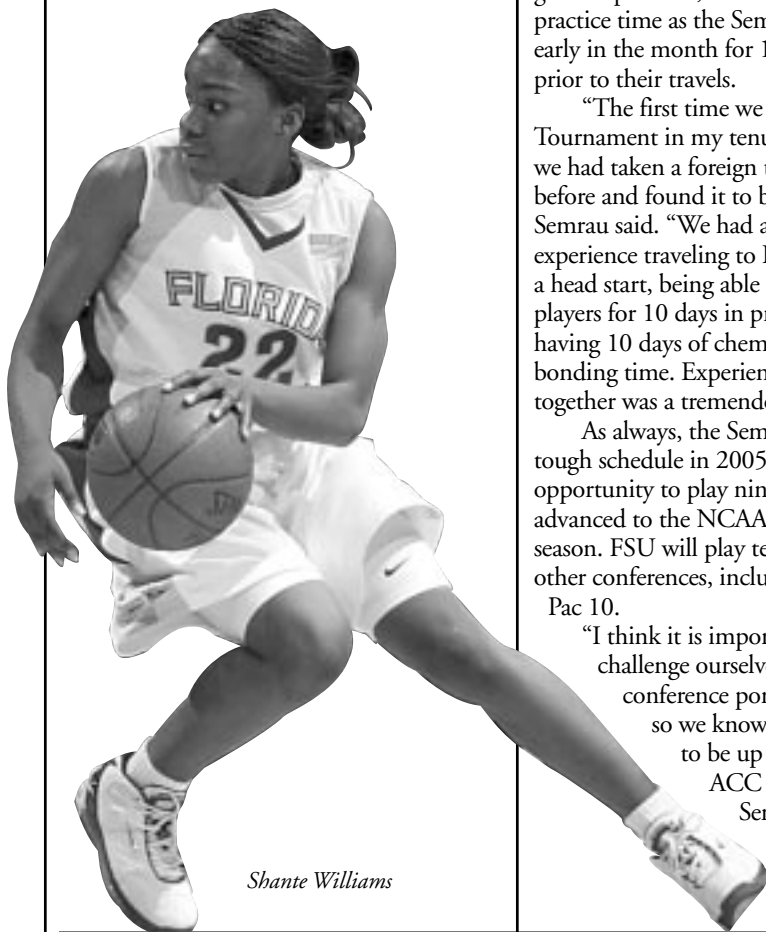 FLORID
22
practice time as the Sem
early in the month for 1
prior to their travels.
“The first time we
Tournament in my tenu
we had taken a foreign t
before and found it to b
Semrau said. “We had a
experience traveling to
a head start, being able
players for 10 days in pr
having 10 days of chem
bonding time. Experien
together was a tremend
As always, the Sem
tough schedule in 2005
opportunity to play nin
advanced to the NCAA
season. FSU will play te
other conferences, inclu
Pac 10.
“I think it is impor
challenge ourselve
conference por
so we know
to be up
ACC
Ser
Shante Williams